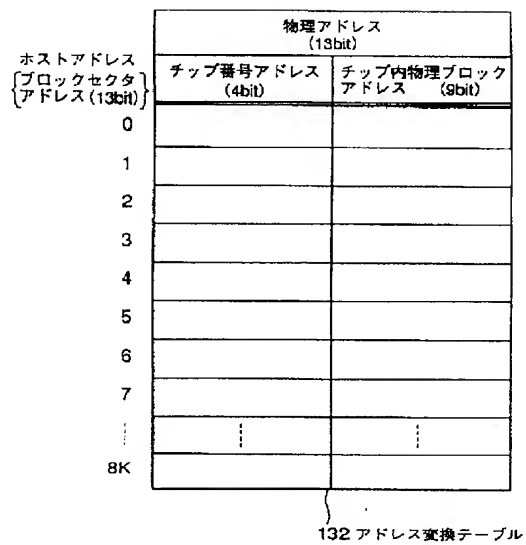 物理アドレス
(13bit)
ホストアドレス
{ブロックセクタ
アドレス(13bit)}
チップ番号アドレス
(4bit)
チップ内物理ブロック
アドレス (9bit)
0
1
2
3
4
5
6
7
8K
132 アドレス変換テーブル